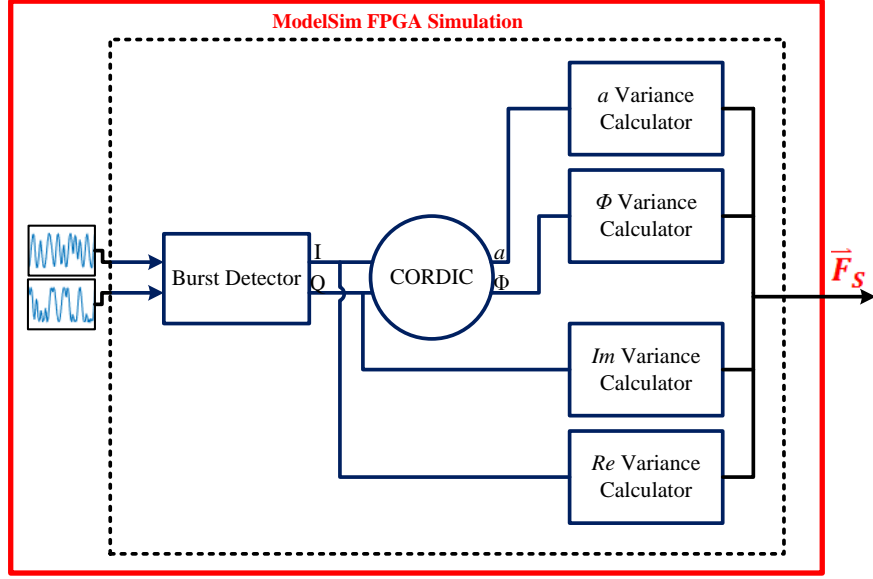 ModelSim FPGA Simulation
a Variance
Calculator
Φ Variance
Calculator
I
Q
Burst Detector
CORDIC
a
Φ
F_S
Im Variance
Calculator
Re Variance
Calculator